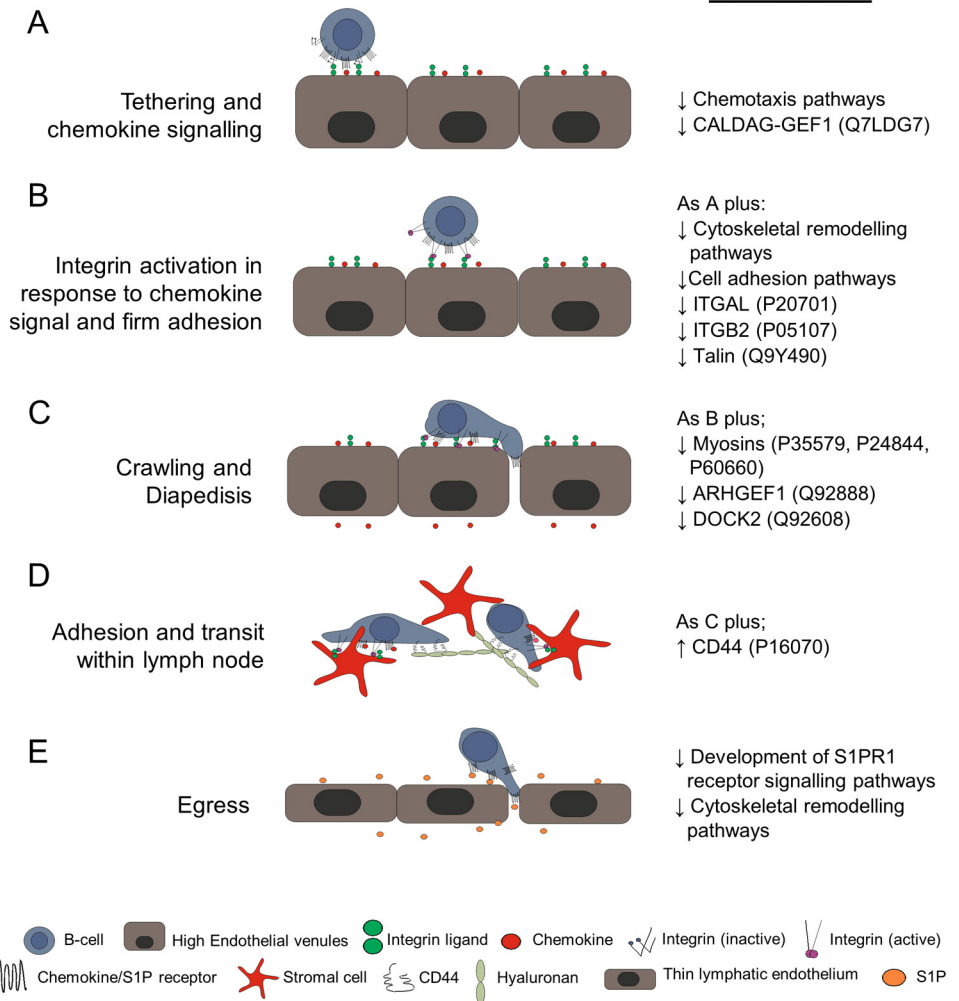 A
Tethering and
chemokine signalling
↓ Chemotaxis pathways
↓ CALDAG-GEF1 (Q7LDG7)
B
Integrin activation in
response to chemokine
signal and firm adhesion
As A plus:
↓ Cytoskeletal remodelling
pathways
↓Cell adhesion pathways
↓ ITGAL (P20701)
↓ ITGB2 (P05107)
↓ Talin (Q9Y490)
C
Crawling and
Diapedisis
As B plus;
↓ Myosins (P35579, P24844,
P60660)
↓ ARHGEF1 (Q92888)
↓ DOCK2 (Q92608)
D
Adhesion and transit
within lymph node
As C plus;
↑ CD44 (P16070)
E
Egress
↓ Development of S1PR1
receptor signalling pathways
↓ Cytoskeletal remodelling
pathways
B-cell High Endothelial venules Integrin ligand Chemokine Integrin (inactive) Integrin (active)
Chemokine/S1P receptor Stromal cell CD44 Hyaluronan Thin lymphatic endothelium S1P